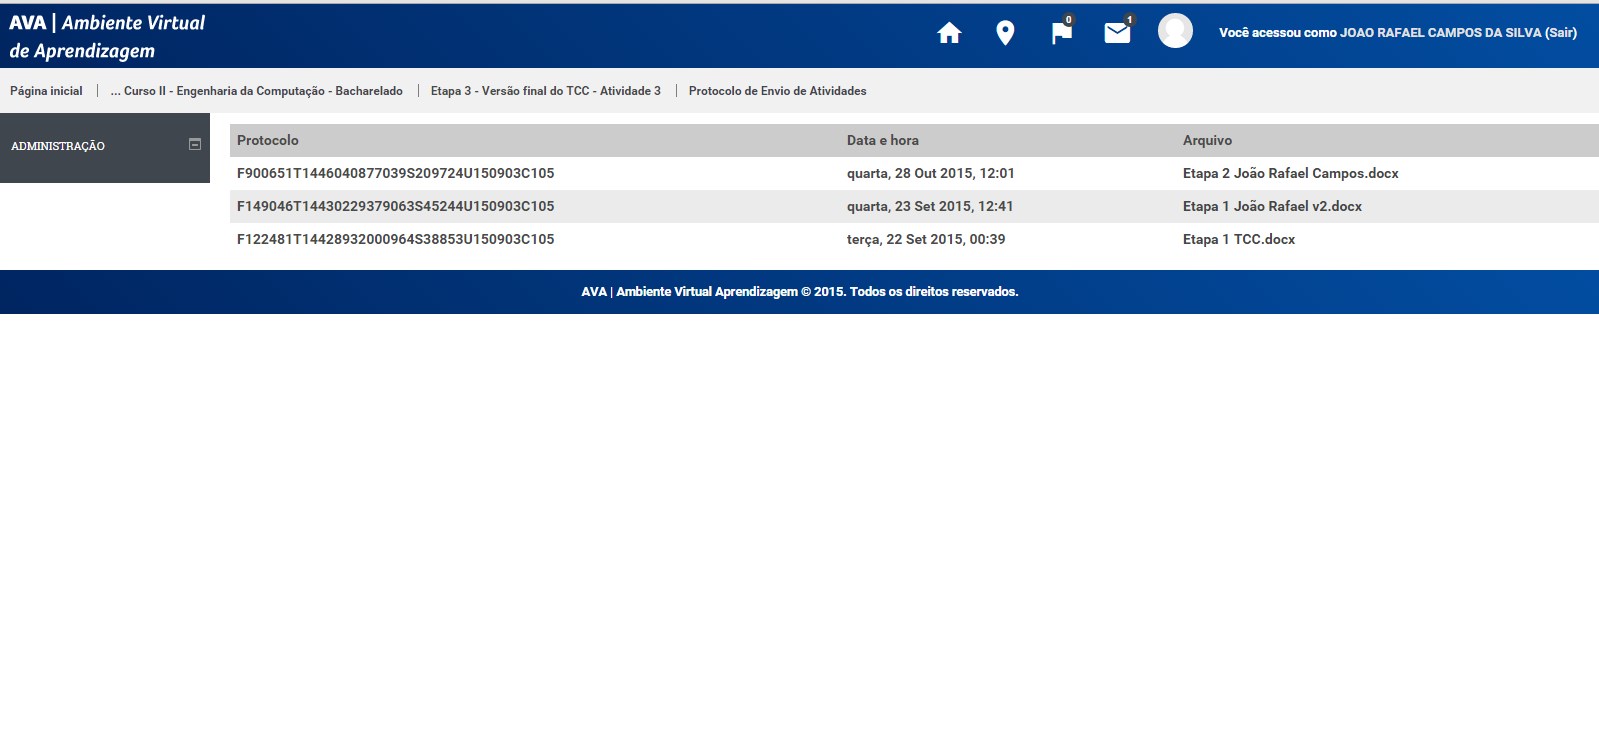 AVA | Ambiente Virtual
de Aprendizagem
0
1
Você acessou como JOAO RAFAEL CAMPOS DA SILVA (Sair)
Página inicial | ... Curso II - Engenharia da Computação - Bacharelado | Etapa 3 - Versão final do TCC - Atividade 3 | Protocolo de Envio de Atividades
ADMINISTRAÇÃO
Protocolo Data e hora Arquivo
F900651T1446040877039S209724U150903C105 quarta, 28 Out 2015, 12:01 Etapa 2 João Rafael Campos.docx
F149046T14430229379063S45244U150903C105 quarta, 23 Set 2015, 12:41 Etapa 1 João Rafael v2.docx
F122481T14428932000964S38853U150903C105 terça, 22 Set 2015, 00:39 Etapa 1 TCC.docx
AVA | Ambiente Virtual Aprendizagem © 2015. Todos os direitos reservados.